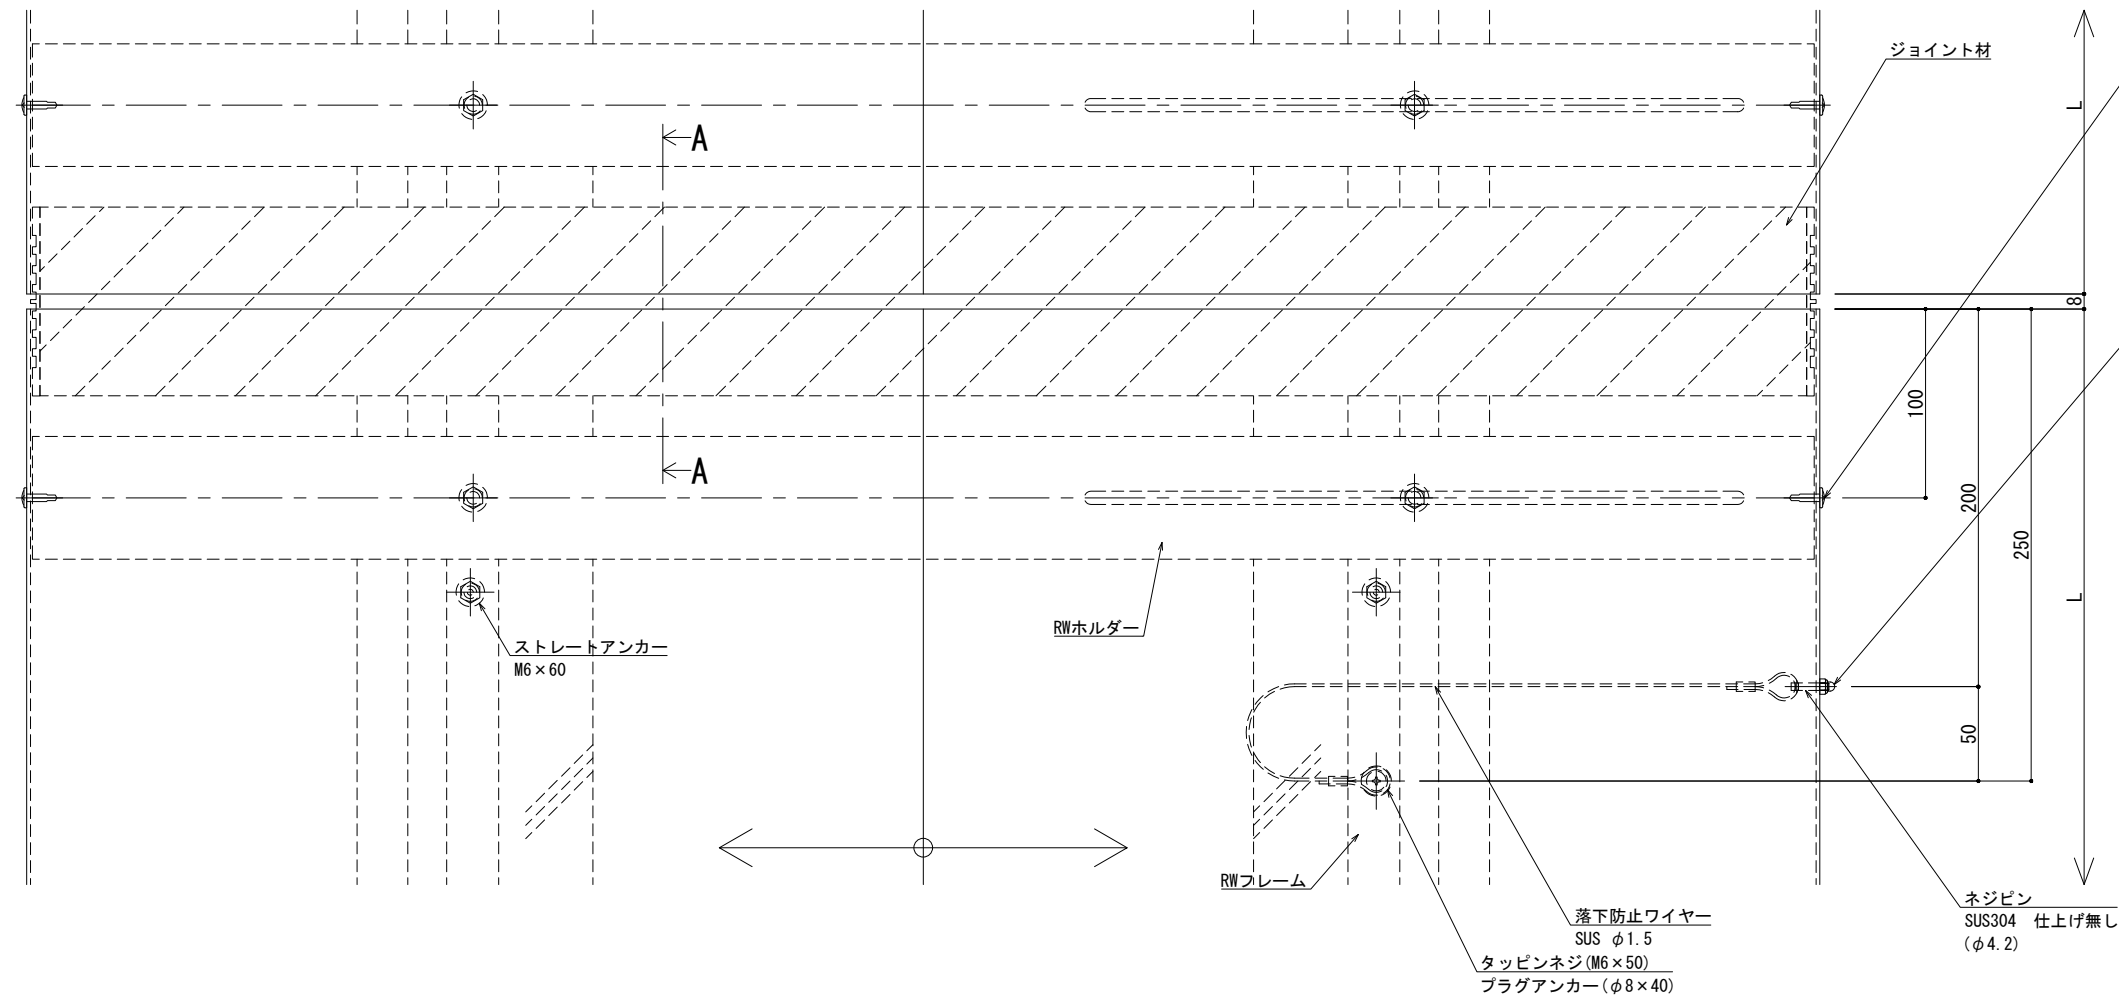 ジョイント材
L
A
8
100
A
200
250
RWホルダー
L
ストレートアンカー
M6×60
50
RWフレーム
ネジピン
SUS304 仕上げ無し
(φ4.2)
落下防止ワイヤー
SUS φ1.5
タッピンネジ(M6×50)
プラグアンカー(φ8×40)